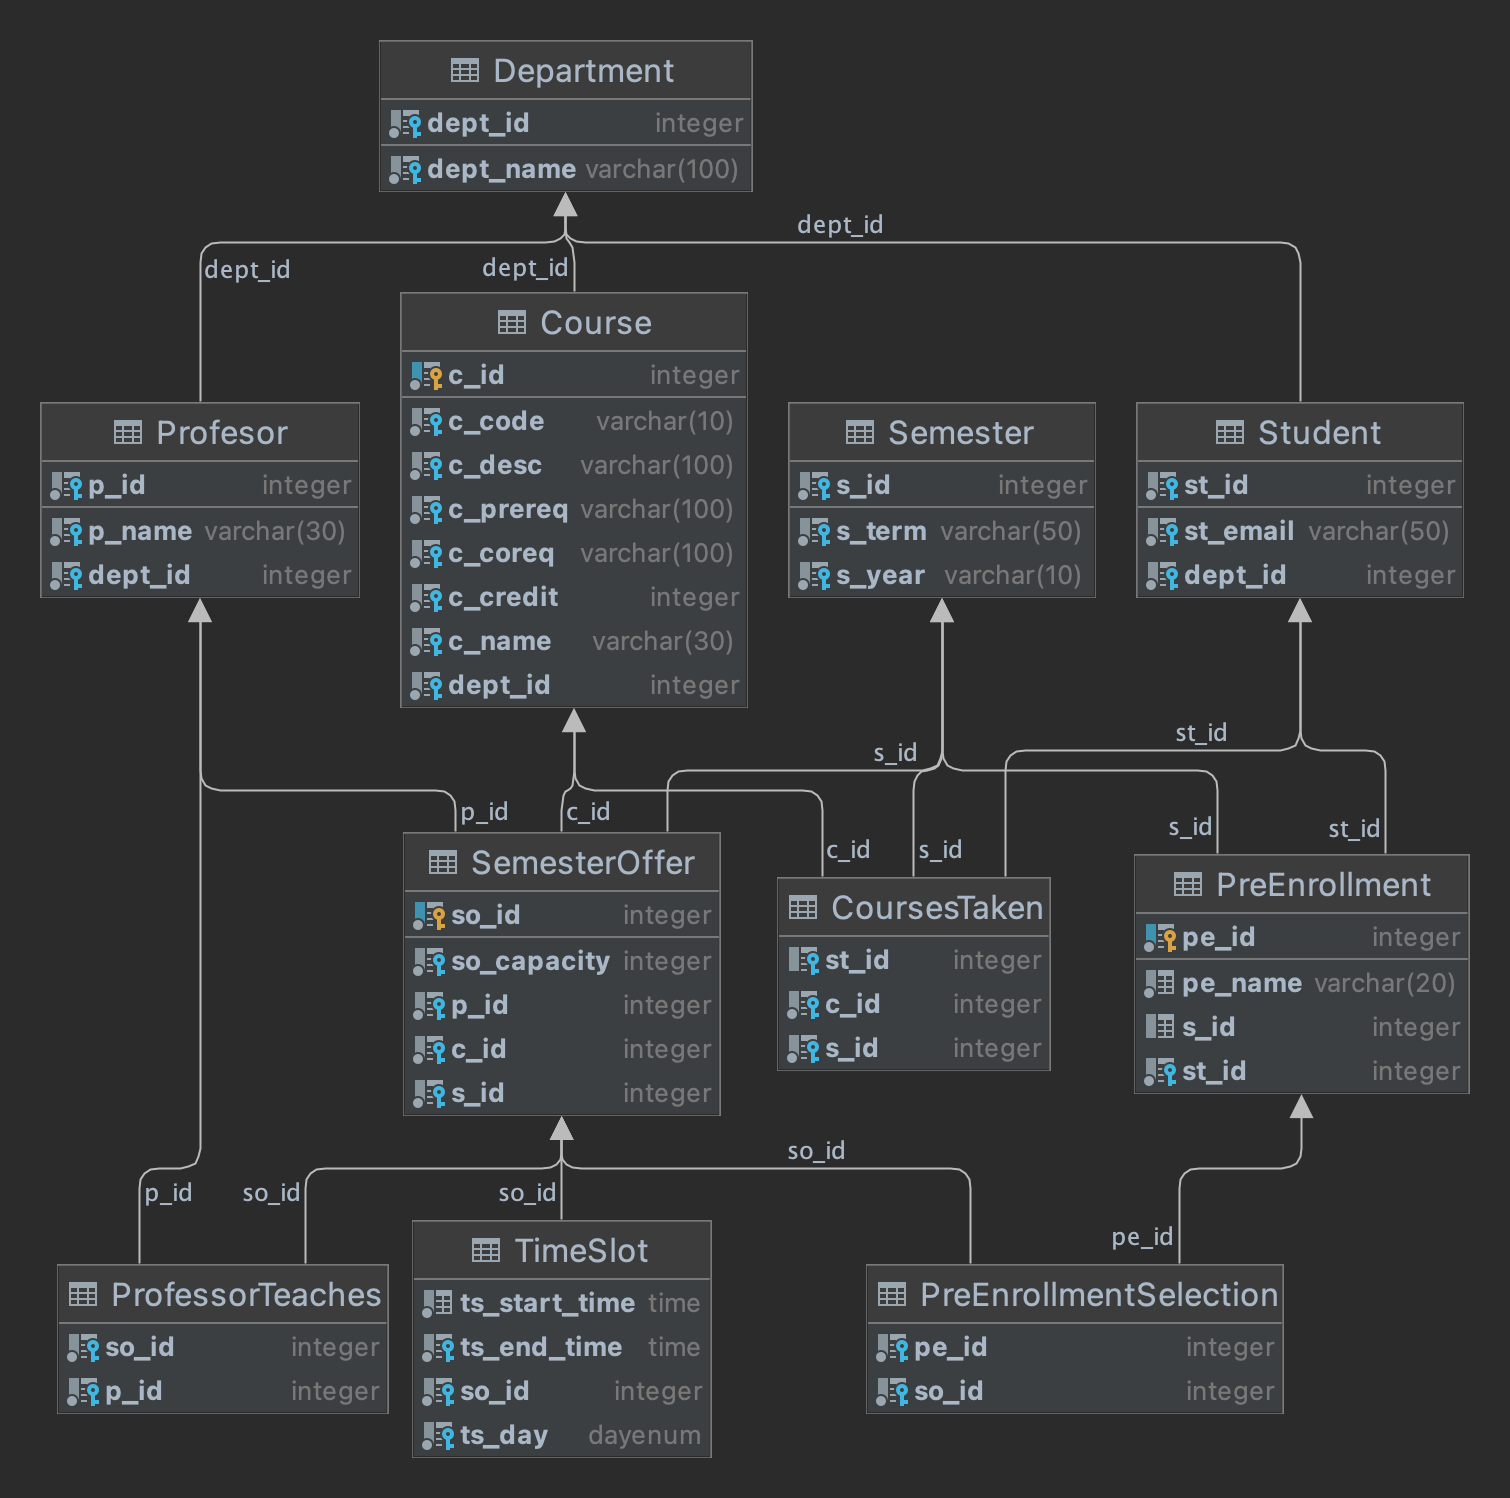 Department
dept_id integer
dept_name varchar(100)
dept_id
dept_id
dept_id
Course
c_id integer
c_code varchar(10)
c_desc varchar(100)
c_prereq varchar(100)
c_coreq varchar(100)
c_credit integer
c_name varchar(30)
dept_id integer
Profesor
p_id integer
p_name varchar(30)
dept_id integer
Semester
s_id integer
s_term varchar(50)
s_year varchar(10)
Student
st_id integer
st_email varchar(50)
dept_id integer
p_id
c_id
s_id
c_id
s_id
st_id
s_id
st_id
SemesterOffer
so_id integer
so_capacity integer
p_id integer
c_id integer
s_id integer
CoursesTaken
st_id integer
c_id integer
s_id integer
PreEnrollment
pe_id integer
pe_name varchar(20)
s_id integer
st_id integer
p_id
so_id
so_id
so_id
pe_id
ProfessorTeaches
so_id integer
p_id integer
TimeSlot
ts_start_time time
ts_end_time time
so_id integer
ts_day dayenum
PreEnrollmentSelection
pe_id integer
so_id integer